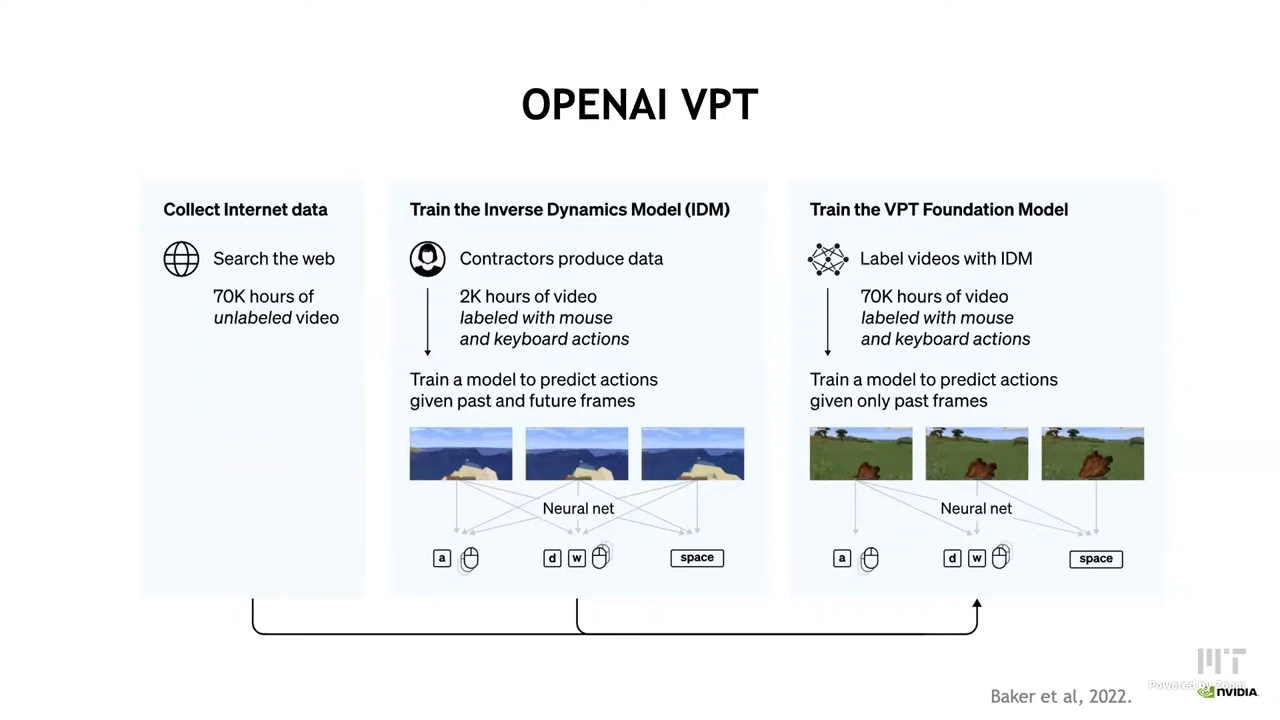 OPENAI VPT
Collect Internet data
Search the web
70K hours of
unlabeled video
Train the Inverse Dynamics Model (IDM)
Contractors produce data
2K hours of video
labeled with mouse
and keyboard actions
Train a model to predict actions
given past and future frames
Neural net
a
d
w
space
Train the VPT Foundation Model
Label videos with IDM
70K hours of video
labeled with mouse
and keyboard actions
Train a model to predict actions
given only past frames
Neural net
a
d
w
space
MIT
Powered by Zoom
Baker et al, 2022.
NVIDIA